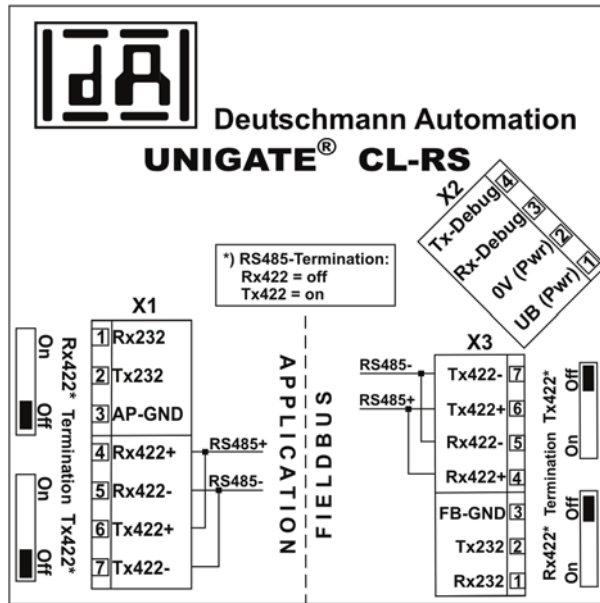 dA
Deutschmann Automation
UNIGATE® CL-RS
X2
Tx-Debug 4
Rx-Debug 3
0V (Pwr) 2
UB (Pwr) 1
*) RS485-Termination:
Rx422 = off
Tx422 = on
X1
1 Rx232
2 Tx232
3 AP-GND
4 Rx422+
5 Rx422-
6 Tx422+
7 Tx422-
RS485+
RS485-
On
Off
Rx422* Termination Tx422*
On
Off
APPLICATION
FIELDBUS
X3
RS485-
RS485+
Tx422- 7
Tx422+ 6
Rx422- 5
Rx422+ 4
FB-GND 3
Tx232 2
Rx232 1
Off
On
Rx422* Termination Tx422*
Off
On